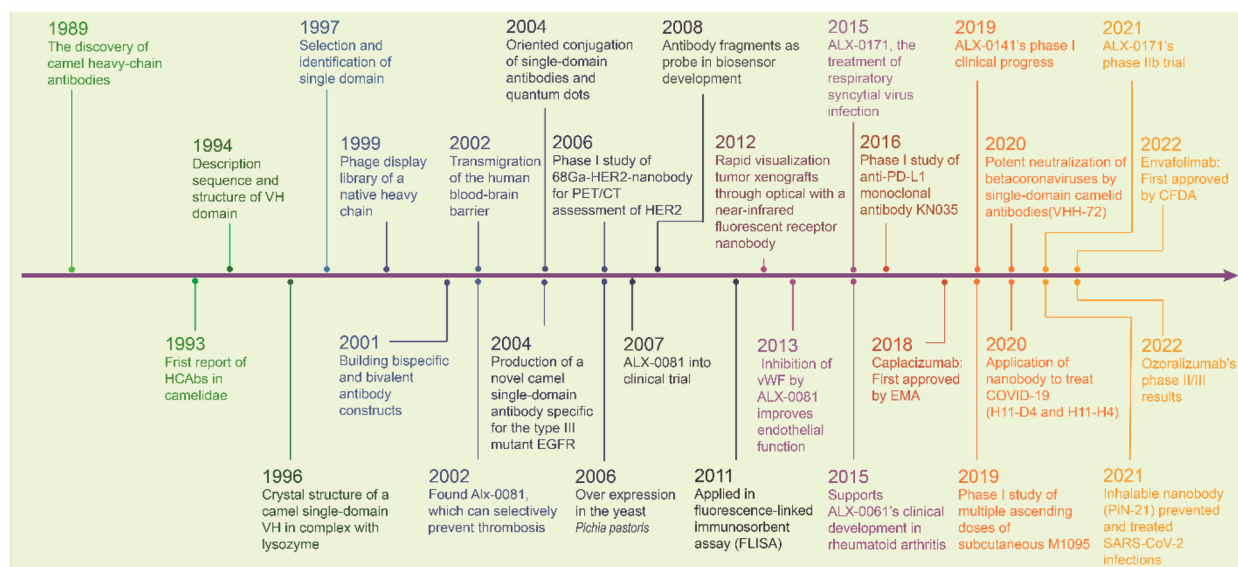 1989
The discovery of
camel heavy-chain
antibodies
1997
Selection and
identification of
single domain
2004
Oriented conjugation
of single-domain
antibodies and
quantum dots
2008
Antibody fragments as
probe in biosensor
development
2015
ALX-0171, the
treatment of
respiratory
syncytial virus
infection
2019
ALX-0141's phase I
clinical progress
2021
ALX-0171's
phase IIb trial
1994
Description
sequence and
structure of VH
domain
1999
Phage display
library of a
native heavy
chain
2002
Transmigration
of the human
blood-brain
barrier
2006
Phase I study of
68Ga-HER2-nanobody
for PET/CT
assessment of HER2
2012
Rapid visualization
tumor xenografts
through optical with a
near-infrared
fluorescent receptor
nanobody
2016
Phase I study of
anti-PD-L1
monoclonal
antibody KN035
2020
Potent neutralization of
betacoronaviruses by
single-domain camelid
antibodies(VHH-72)
2022
Envafolimab:
First approved
by CFDA
1993
Frist report of
HCAbs in
camelidae
2001
Building bispecific
and bivalent
antibody
constructs
2004
Production of a
novel camel
single-domain
antibody specific
for the type III
mutant EGFR
2007
ALX-0081 into
clinical trial
2013
Inhibition of
vWF by
ALX-0081
improves
endothelial
function
2018
Caplacizumab:
First approved
by EMA
2020
Application of
nanobody to treat
COVID-19
(H11-D4 and H11-H4)
2022
Ozoralizumab's
phase II/III
results
1996
Crystal structure of a
camel single-domain
VH in complex with
lysozyme
2002
Found Alx-0081,
which can selectively
prevent thrombosis
2006
Over expression
in the yeast
Pichia pastoris
2011
Applied in
fluorescence-linked
immunosorbent
assay (FLISA)
2015
Supports
ALX-0061's clinical
development in
rheumatoid arthritis
2019
Phase I study of
multiple ascending
doses of
subcutaneous M1095
2021
Inhalable nanobody
(PiN-21) prevented
and treated
SARS-CoV-2
infections